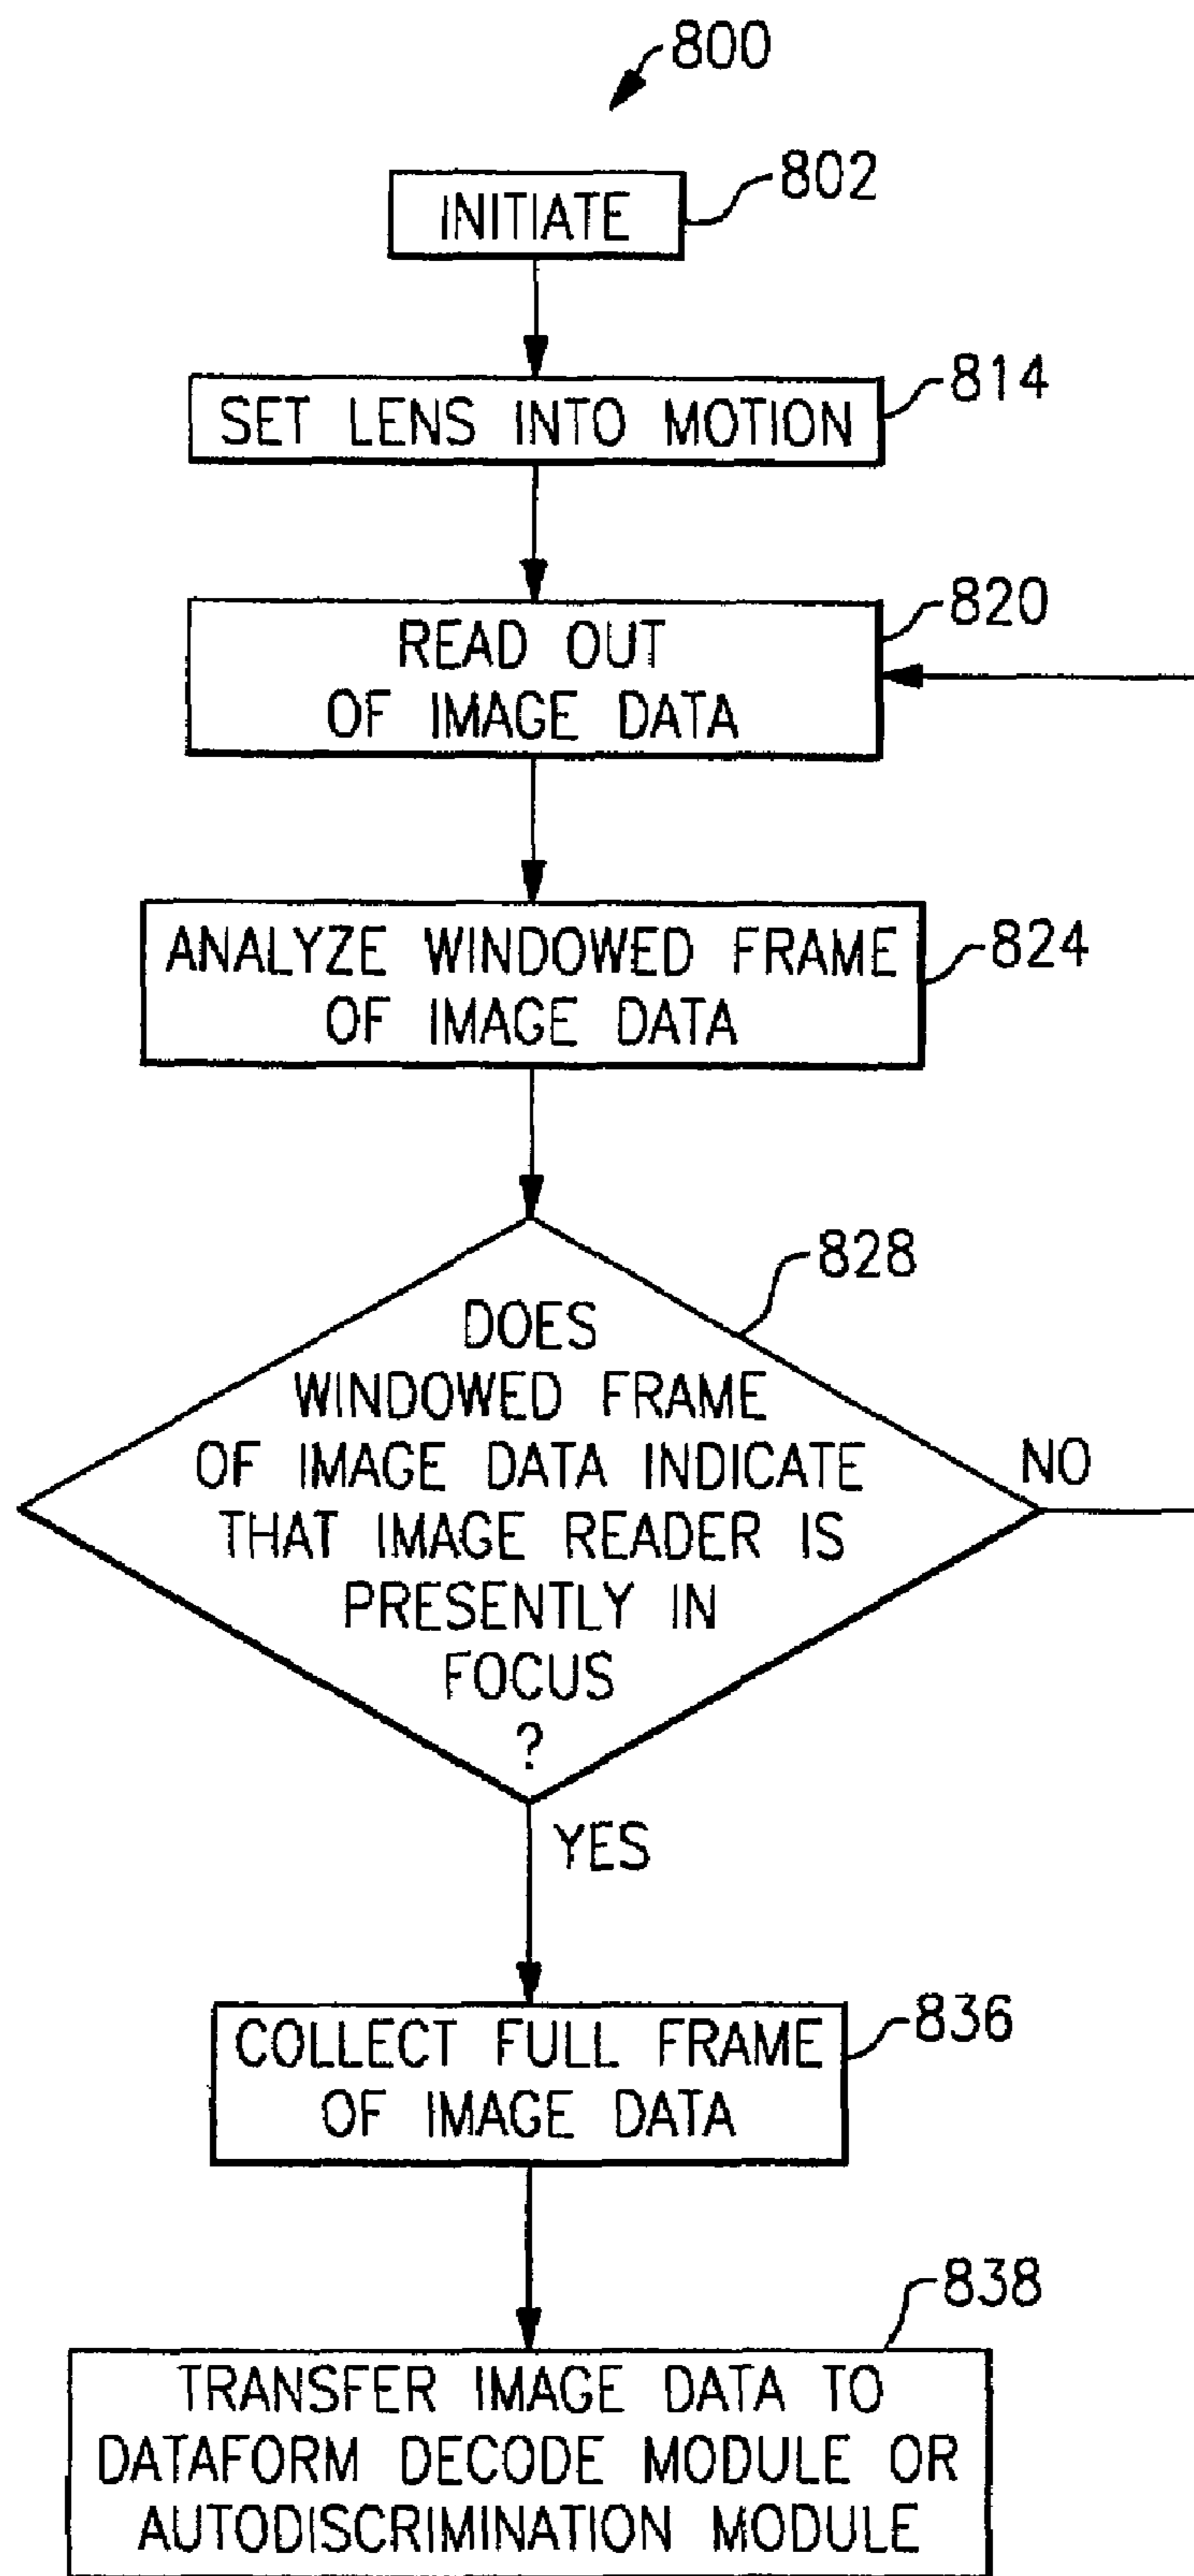 800
802
INITIATE
814
SET LENS INTO MOTION
820
READ OUT
OF IMAGE DATA
824
ANALYZE WINDOWED FRAME
OF IMAGE DATA
828
DOES
WINDOWED FRAME
OF IMAGE DATA INDICATE
THAT IMAGE READER IS
PRESENTLY IN
FOCUS
?
NO
YES
836
COLLECT FULL FRAME
OF IMAGE DATA
838
TRANSFER IMAGE DATA TO
DATAFORM DECODE MODULE OR
AUTODISCRIMINATION MODULE